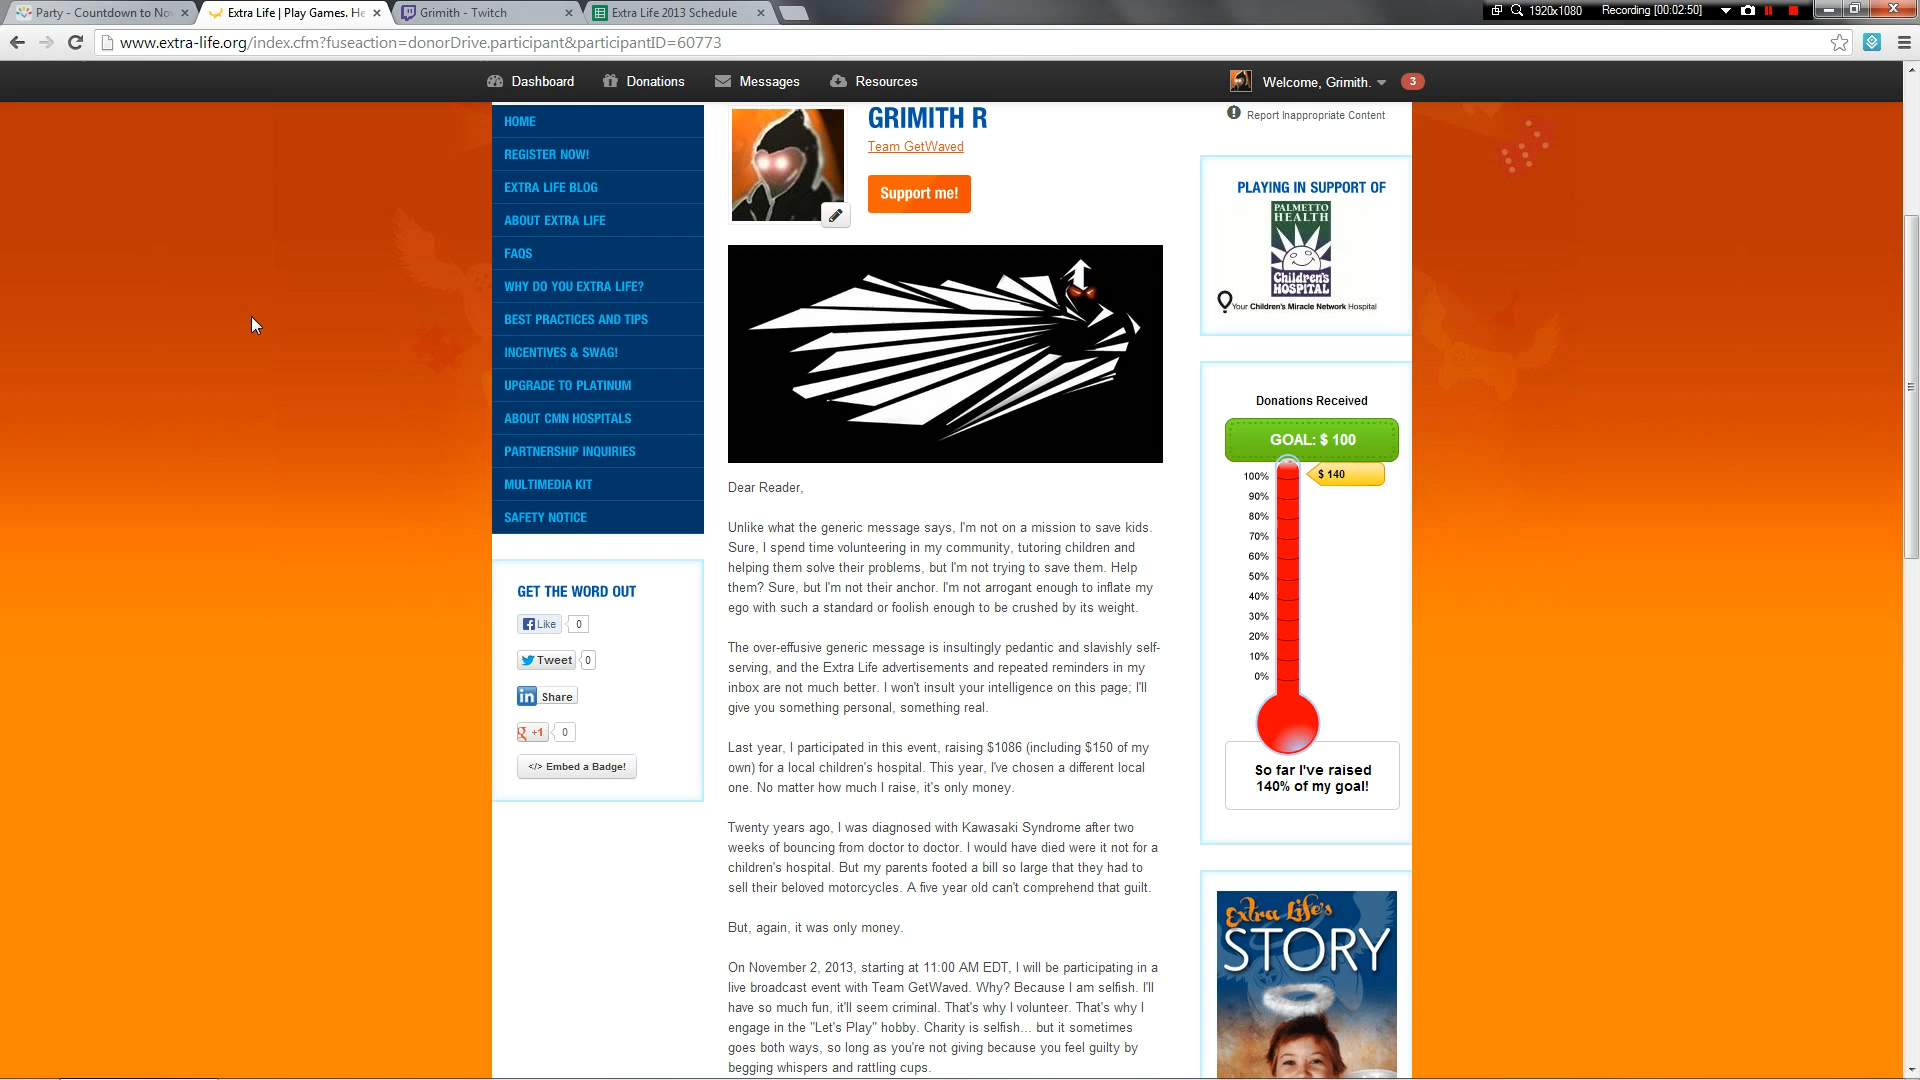 Party - Countdown to Nov
Extra Life | Play Games. He
Grimith - Twitch
Extra Life 2013 Schedule
1920x1080
Recording [00:02:50]
www.extra-life.org/index.cfm?fuseaction=donorDrive.participant&participantID=60773
Dashboard
Donations
Messages
Resources
Welcome, Grimith.
3
HOME
REGISTER NOW!
EXTRA LIFE BLOG
ABOUT EXTRA LIFE
FAQS
WHY DO YOU EXTRA LIFE?
BEST PRACTICES AND TIPS
INCENTIVES & SWAG!
UPGRADE TO PLATINUM
ABOUT CMN HOSPITALS
PARTNERSHIP INQUIRIES
MULTIMEDIA KIT
SAFETY NOTICE
GET THE WORD OUT
Like 0
Tweet 0
in Share
g +1 0
</> Embed a Badge!
GRIMITH R
Team GetWaved
Support me!
Dear Reader,
Unlike what the generic message says, I'm not on a mission to save kids.
Sure, I spend time volunteering in my community, tutoring children and
helping them solve their problems, but I'm not trying to save them. Help
them? Sure, but I'm not their anchor. I'm not arrogant enough to inflate my
ego with such a standard or foolish enough to be crushed by its weight.
The over-effusive generic message is insultingly pedantic and slavishly self-
serving, and the Extra Life advertisements and repeated reminders in my
inbox are not much better. I won't insult your intelligence on this page; I'll
give you something personal, something real.
Last year, I participated in this event, raising $1086 (including $150 of my
own) for a local children's hospital. This year, I've chosen a different local
one. No matter how much I raise, it's only money.
Twenty years ago, I was diagnosed with Kawasaki Syndrome after two
weeks of bouncing from doctor to doctor. I would have died were it not for a
children's hospital. But my parents footed a bill so large that they had to
sell their beloved motorcycles. A five year old can't comprehend that guilt.
But, again, it was only money.
On November 2, 2013, starting at 11:00 AM EDT, I will be participating in a
live broadcast event with Team GetWaved. Why? Because I am selfish. I'll
have so much fun, it'll seem criminal. That's why I volunteer. That's why I
engage in the "Let's Play" hobby. Charity is selfish... but it sometimes
goes both ways, so long as you're not giving because you feel guilty by
begging whispers and rattling cups.
Report Inappropriate Content
PLAYING IN SUPPORT OF
PALMETTO
HEALTH
Children's
HOSPITAL
Your Children's Miracle Network Hospital
Donations Received
GOAL: $ 100
$ 140
100%
90%
80%
70%
60%
50%
40%
30%
20%
10%
0%
So far I've raised
140% of my goal!
Extra Life's
STORY